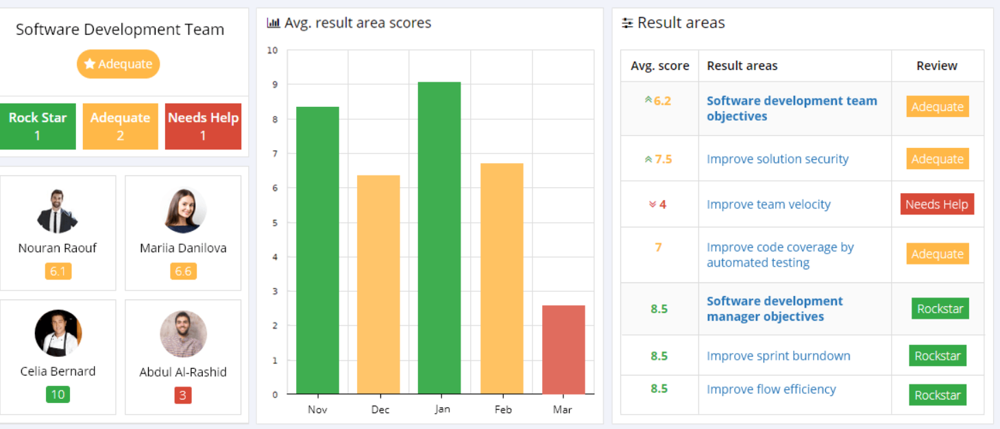 Software Development Team
Adequate
Rock Star
1
Adequate
2
Needs Help
1
Nouran Raouf
6.1
Mariia Danilova
6.6
Celia Bernard
10
Abdul Al-Rashid
3
Avg. result area scores
10
9
8
7
6
5
4
3
2
1
0
Nov Dec Jan Feb Mar
Result areas
Avg. score Result areas Review
6.2 Software development team
objectives Adequate
7.5 Improve solution security Adequate
4 Improve team velocity Needs Help
7 Improve code coverage by
automated testing Adequate
8.5 Software development
manager objectives Rockstar
8.5 Improve sprint burndown Rockstar
8.5 Improve flow efficiency Rockstar